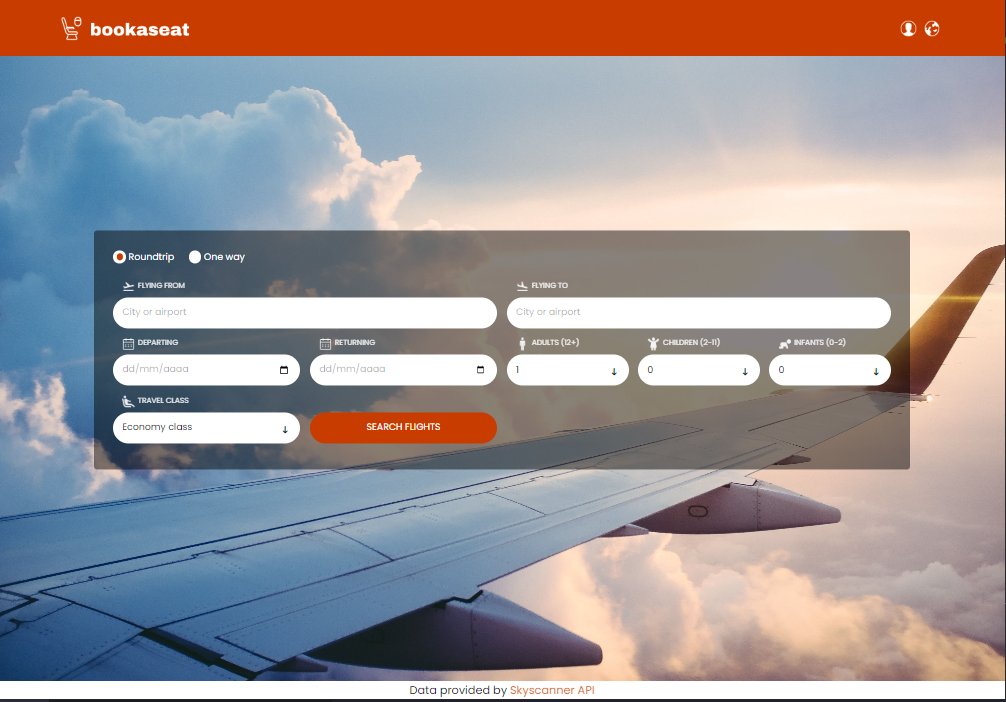 bookaseat
Roundtrip One way
FLYING FROM FLYING TO
City or airport City or airport
DEPARTING RETURNING ADULTS (12+) CHILDREN (2-11) INFANTS (0-2)
dd/mm/aaaa dd/mm/aaaa 1 0 0
TRAVEL CLASS
Economy class SEARCH FLIGHTS
Data provided by Skyscanner API